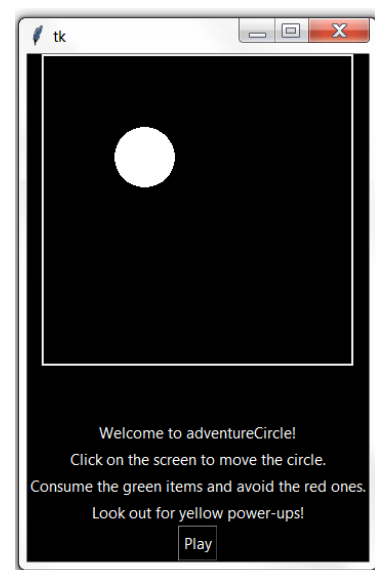 tk
Welcome to adventureCircle!
Click on the screen to move the circle.
Consume the green items and avoid the red ones.
Look out for yellow power-ups!
Play